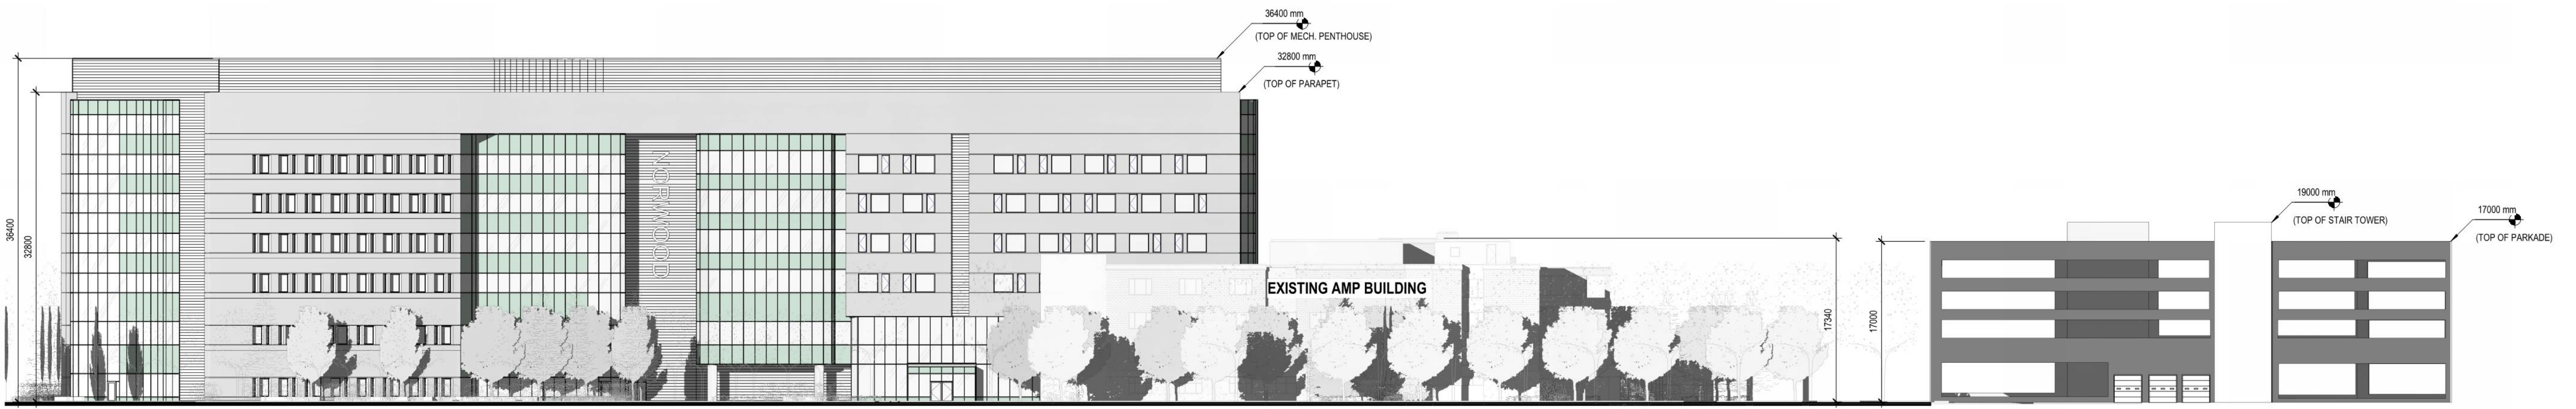 36400 mm
(TOP OF MECH. PENTHOUSE)
32800 mm
(TOP OF PARAPET)
36400
32800
NORWOOD
EXISTING AMP BUILDING
17340
17000
19000 mm
(TOP OF STAIR TOWER)
17000 mm
(TOP OF PARKADE)